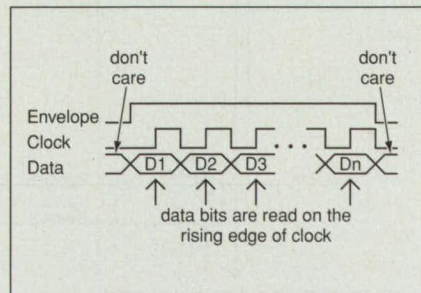 don't care
don't care
Envelope
Clock
Data
D1 D2 D3 ... Dn
data bits are read on the
rising edge of clock